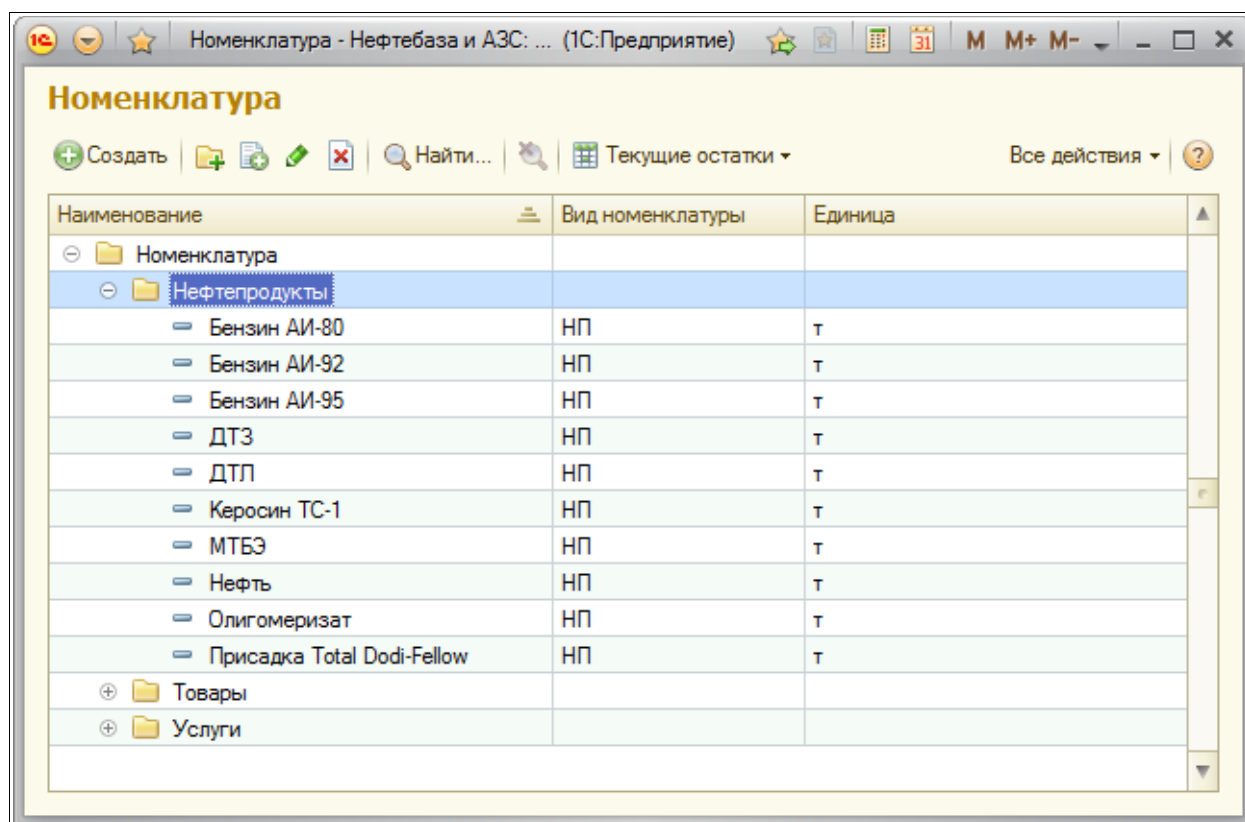 1С Номенклатура - Нефтебаза и АЗС: ... (1С:Предприятие) 31 M M+ M-
Номенклатура
Создать Найти... Текущие остатки Все действия ?
Наименование Вид номенклатуры Единица
Номенклатура
Нефтепродукты
Бензин АИ-80 НП т
Бензин АИ-92 НП т
Бензин АИ-95 НП т
ДТЗ НП т
ДТЛ НП т
Керосин ТС-1 НП т
МТБЭ НП т
Нефть НП т
Олигомеризат НП т
Присадка Total Dodi-Fellow НП т
Товары
Услуги